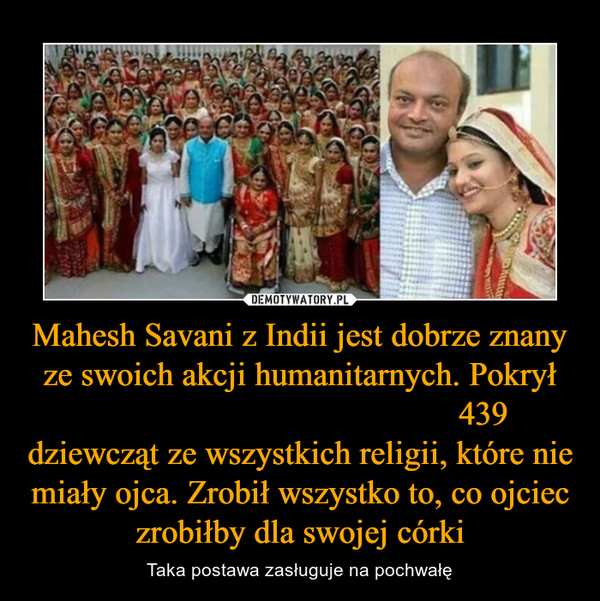 DEMOTYWATORY.PL
Mahesh Savani z Indii jest dobrze znany
ze swoich akcji humanitarnych. Pokrył
439
dziewcząt ze wszystkich religii, które nie
miały ojca. Zrobił wszystko to, co ojciec
zrobiłby dla swojej córki
Taka postawa zasługuje na pochwałę